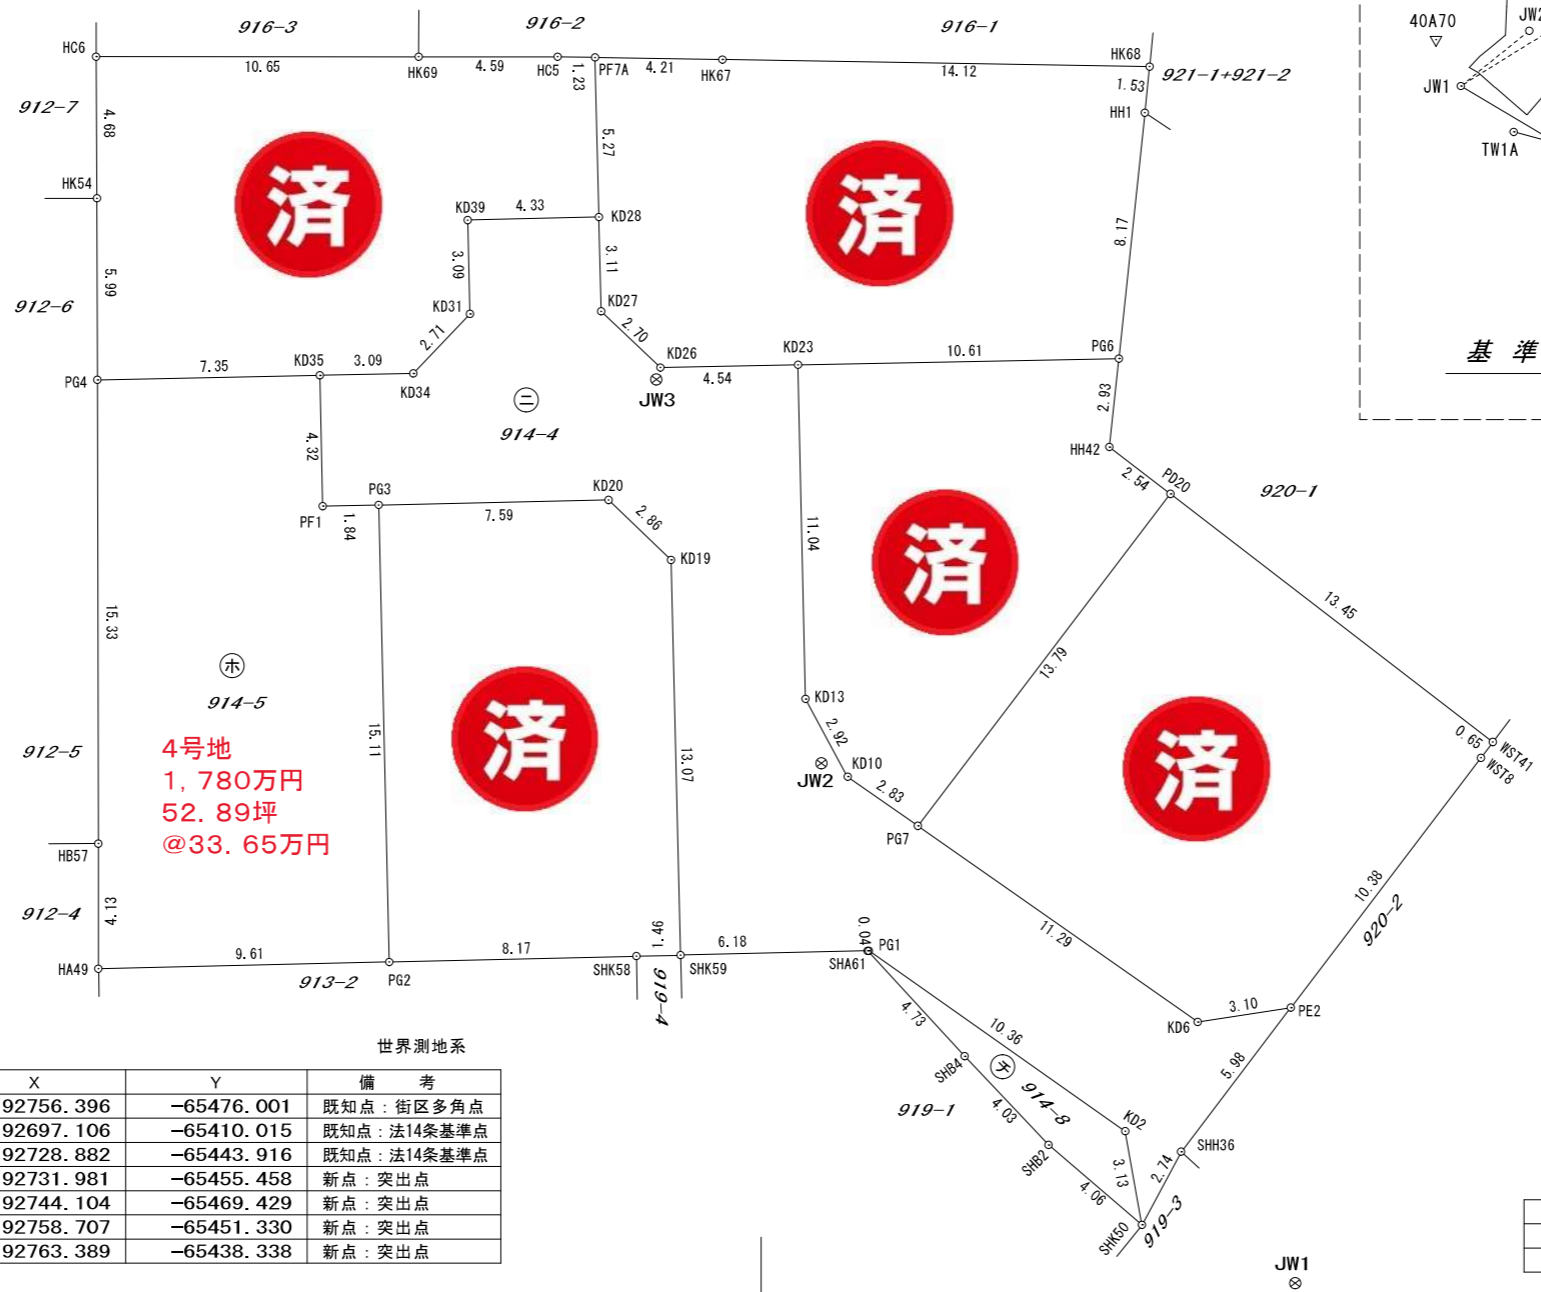 916-3
916-2
916-1
40A70
JW2
HC6
10.65
HK69
4.59
HC5
1.23
PF7A
4.21
HK67
14.12
HK68
921-1+921-2
1.53
JW1
912-7
4.68
HH1
TW1A
5.27
済
済
HK54
KD39
4.33
KD28
8.17
5.99
3.09
3.11
912-6
KD31
KD27
2.71
2.70
基 準
7.35
KD35
3.09
KD26
KD23
10.61
PG6
PG4
KD34
4.54
JW3
2.93
ニ
914-4
4.32
HH42
2.54
PD20
920-1
PG3
7.59
KD20
PF1
1.84
2.86
11.04
KD19
済
13.45
15.33
13.79
ホ
914-5
KD13
済
済
15.11
2.92
0.65
WST41
912-5
4号地
1,780万円
52.89坪
@33.65万円
13.07
JW2
KD10
WST8
2.83
PG7
HB57
10.38
4.13
912-4
920-2
11.29
0.04
PG1
9.61
8.17
1.46
6.18
HA49
913-2
PG2
SHK58
SHK59
SHA61
919-4
4.73
10.36
3.10
KD6
PE2
世界測地系
SHB4
チ
914-8
5.98
X Y 備 考
92756.396 -65476.001 既知点：街区多角点
92697.106 -65410.015 既知点：法14条基準点
92728.882 -65443.916 既知点：法14条基準点
92731.981 -65455.458 新点：突出点
92744.104 -65469.429 新点：突出点
92758.707 -65451.330 新点：突出点
92763.389 -65438.338 新点：突出点
919-1
4.03
KD2
SHH36
SHB2
3.13
2.74
4.06
SHK50
919-3
JW1